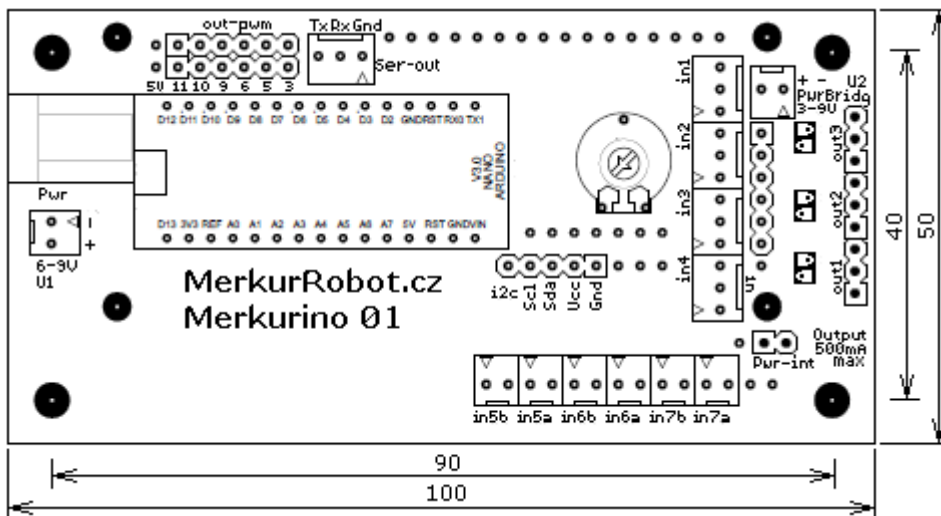 out-pwm
TxRxGnd
Ser-out
5V 11 10 9 6 5 3
in1
in2
in3
in4
+ -
U2
PwrBridg
3-9V
out3
out2
out1
D12 D11 D10 D9 D8 D7 D6 D5 D4 D3 D2 GND RST RX0 TX1
V3.0
NANO
ARDUINO
D13 3V3 REF A0 A1 A2 A3 A4 A5 A6 A7 5V RST GND VIN
Pwr
-
+
6-9V
U1
MerkurRobot.cz
Merkurino 01
i2c Scl Sda Vcc Gnd
in
Output
500mA
max
Pwr-int
in5b in5a in6b in6a in7b in7a
40
50
90
100